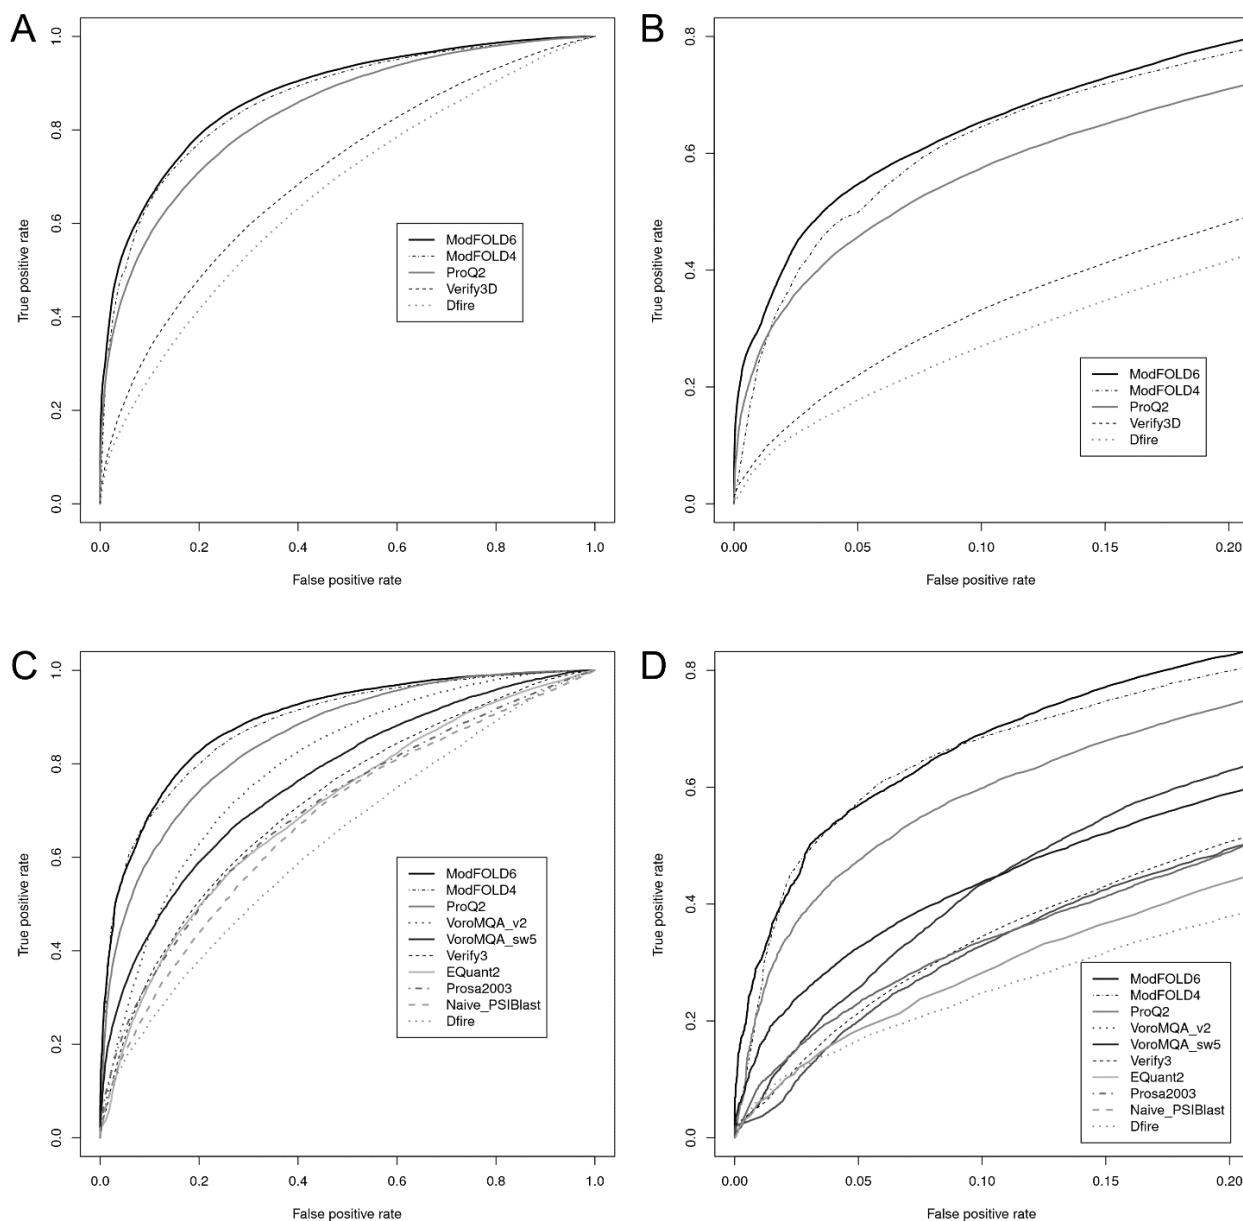 A
1.0
0.8
0.6
0.4
0.2
0.0
True positive rate
ModFOLD6
ModFOLD4
ProQ2
Verify3D
Dfire
0.0 0.2 0.4 0.6 0.8 1.0
False positive rate
B
0.8
0.6
0.4
0.2
0.0
True positive rate
ModFOLD6
ModFOLD4
ProQ2
Verify3D
Dfire
0.00 0.05 0.10 0.15 0.20
False positive rate
C
1.0
0.8
0.6
0.4
0.2
0.0
True positive rate
ModFOLD6
ModFOLD4
ProQ2
VoroMQA_v2
VoroMQA_sw5
Verify3
EQuant2
Prosa2003
Naive_PSIBlast
Dfire
0.0 0.2 0.4 0.6 0.8 1.0
False positive rate
D
0.8
0.6
0.4
0.2
0.0
True positive rate
ModFOLD6
ModFOLD4
ProQ2
VoroMQA_v2
VoroMQA_sw5
Verify3
EQuant2
Prosa2003
Naive_PSIBlast
Dfire
0.00 0.05 0.10 0.15 0.20
False positive rate